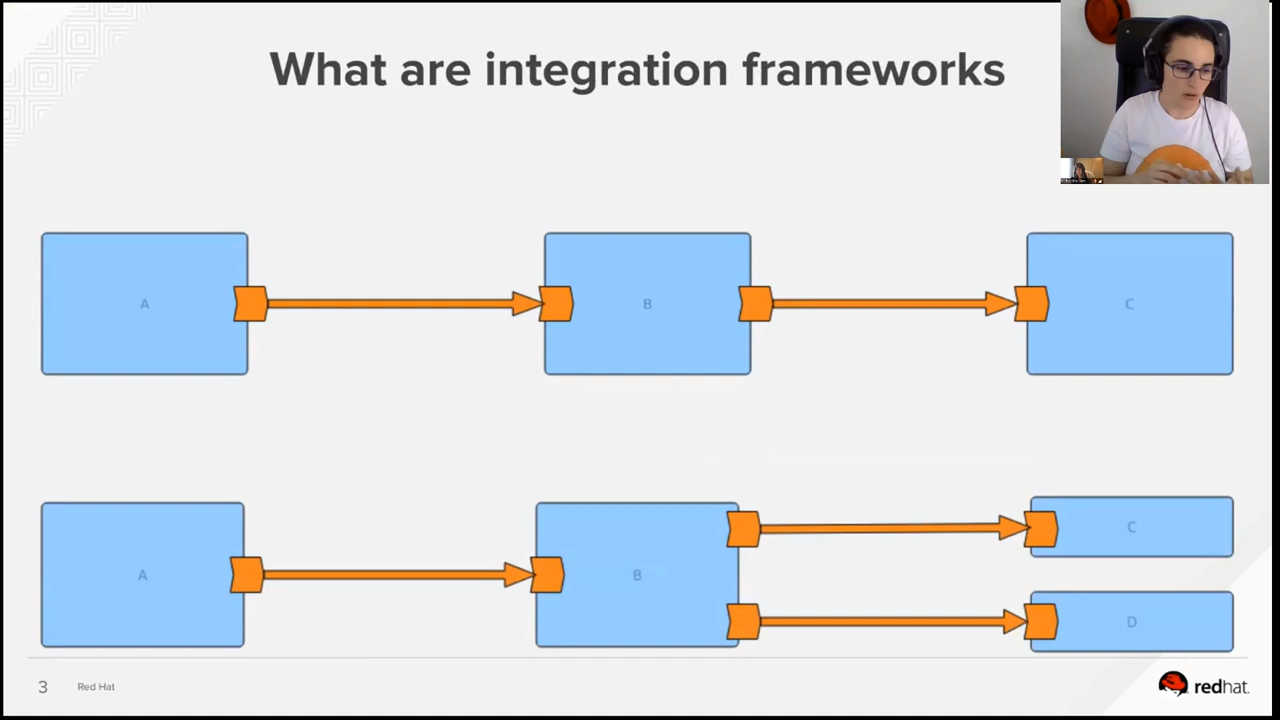 What are integration frameworks
A
B
C
A
B
C
D
3
Red Hat
redhat.